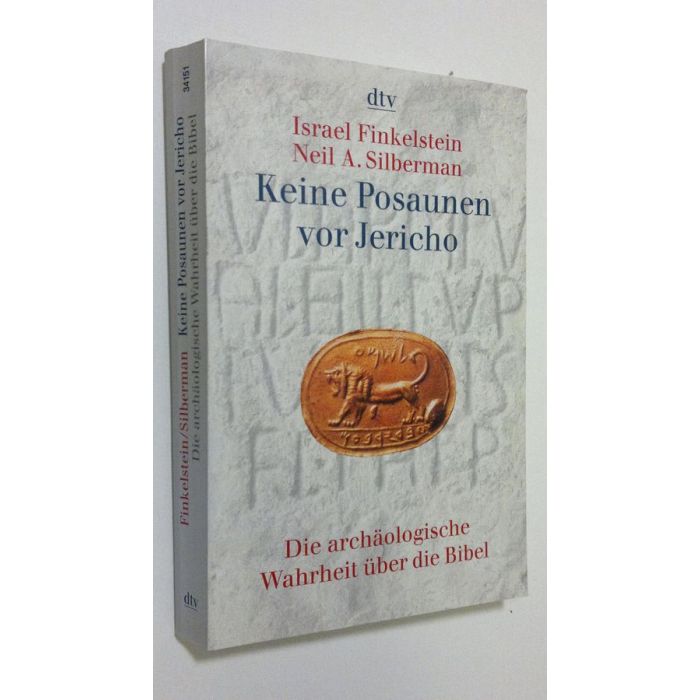 dtv
Israel Finkelstein
Neil A. Silberman
Keine Posaunen
vor Jericho
Die archäologische
Wahrheit über die Bibel
34151
Finkelstein/Silberman Keine Posaunen vor Jericho
Die archäologische Wahrheit über die Bibel
dtv